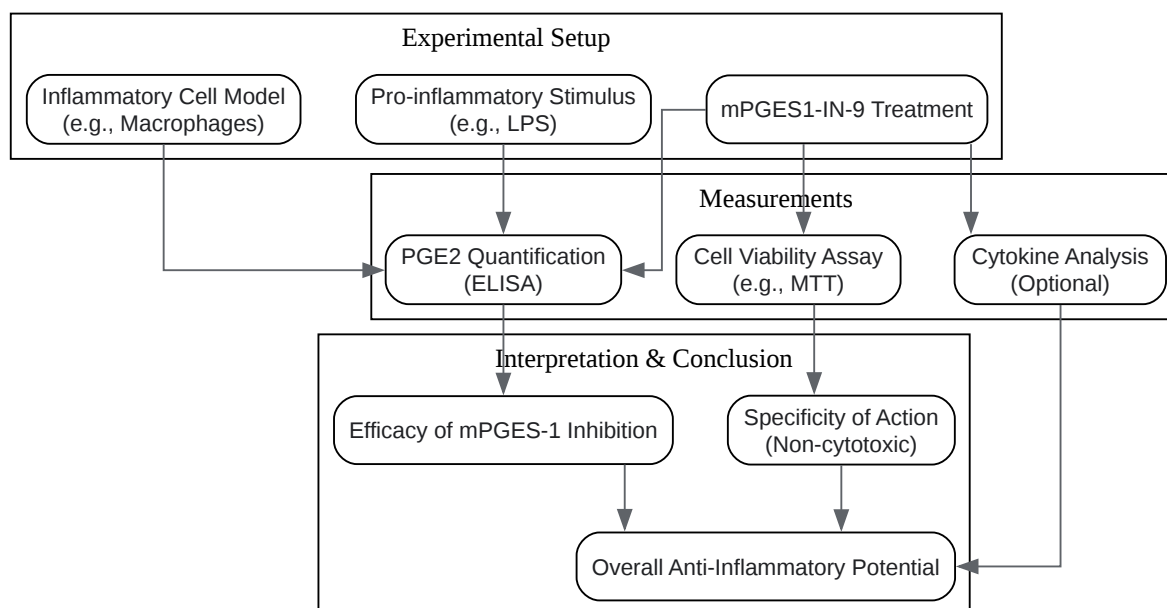 Experimental Setup
Inflammatory Cell Model
(e.g., Macrophages)
Pro-inflammatory Stimulus
(e.g., LPS)
mPGES1-IN-9 Treatment
Measurements
PGE2 Quantification
(ELISA)
Cell Viability Assay
(e.g., MTT)
Cytokine Analysis
(Optional)
Interpretation & Conclusion
Efficacy of mPGES-1 Inhibition
Specificity of Action
(Non-cytotoxic)
Overall Anti-Inflammatory Potential